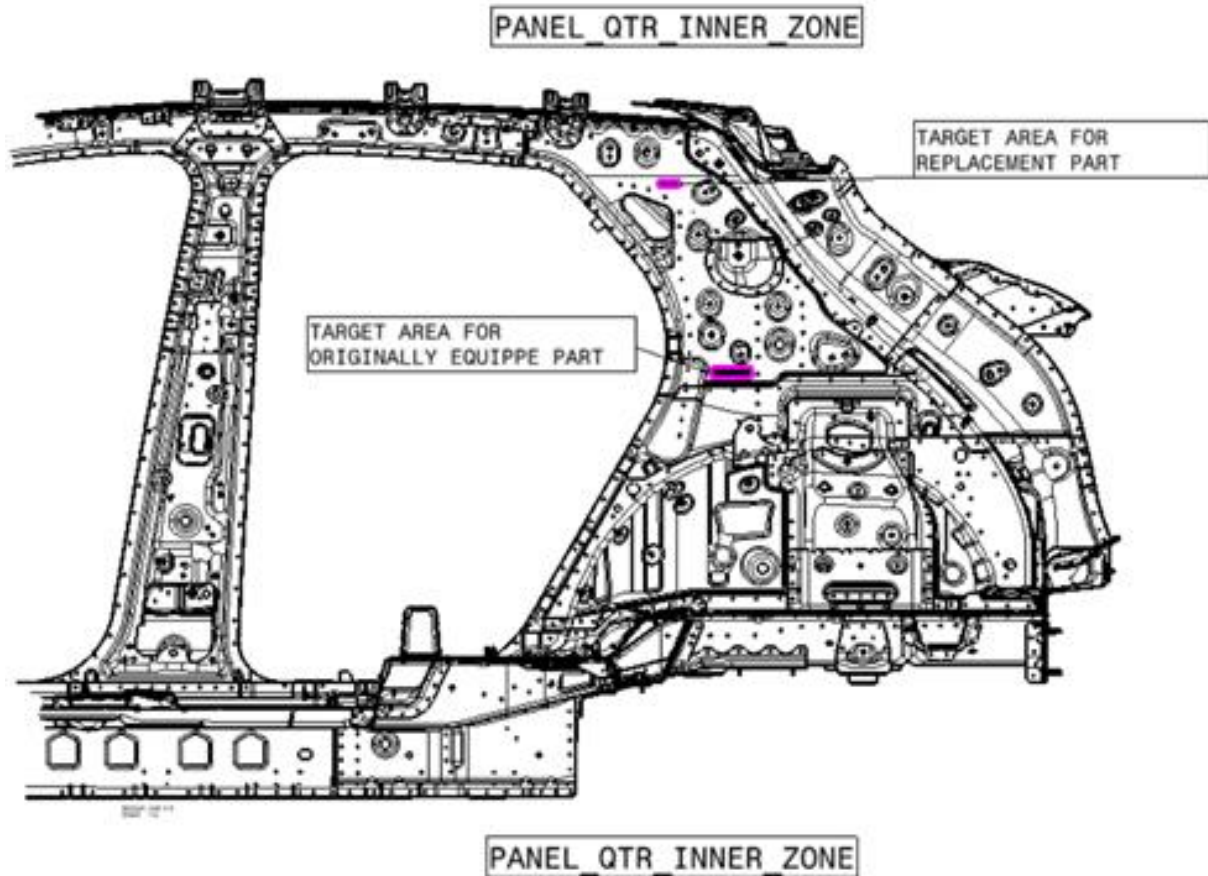 PANEL_QTR_INNER_ZONE
TARGET AREA FOR
REPLACEMENT PART
TARGET AREA FOR
ORIGINALLY EQUIPPE PART
PANEL_QTR_INNER_ZONE